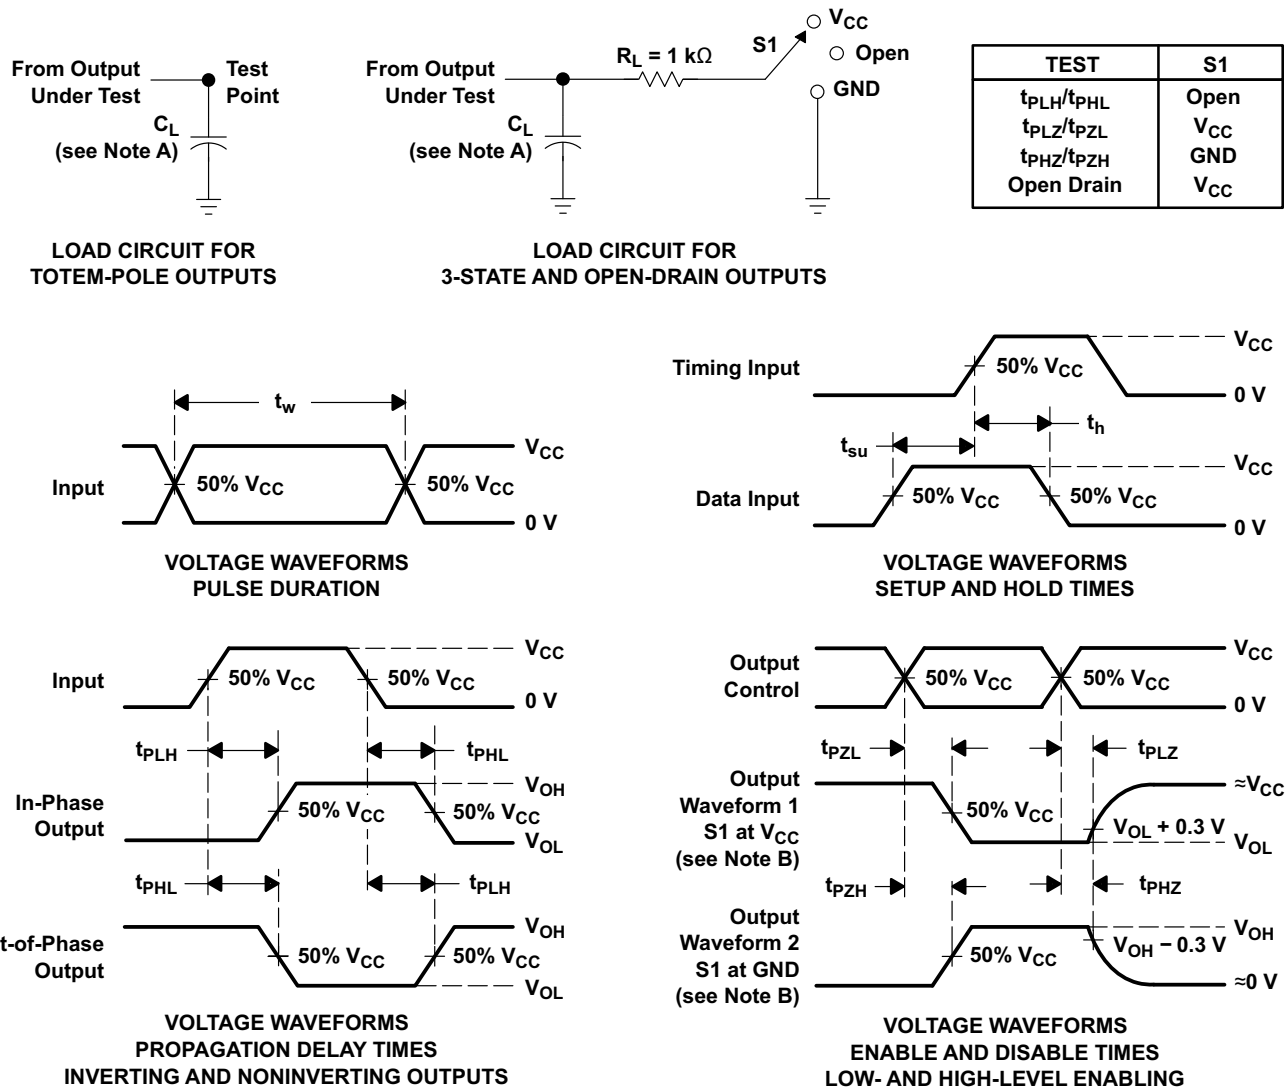 From Output
Under Test
Test
Point
CL
(see Note A)
LOAD CIRCUIT FOR
TOTEM-POLE OUTPUTS
From Output
Under Test
RL = 1 kΩ
S1
VCC
Open
GND
CL
(see Note A)
LOAD CIRCUIT FOR
3-STATE AND OPEN-DRAIN OUTPUTS
TEST S1
tPLH/tPHL Open
tPLZ/tPZL VCC
tPHZ/tPZH GND
Open Drain VCC
tw
Input
50% VCC
50% VCC
VCC
0 V
VOLTAGE WAVEFORMS
PULSE DURATION
Timing Input
50% VCC
VCC
0 V
tsu
th
Data Input
50% VCC
50% VCC
VCC
0 V
VOLTAGE WAVEFORMS
SETUP AND HOLD TIMES
Input
50% VCC
50% VCC
VCC
0 V
tPLH
tPHL
In-Phase
Output
50% VCC
50% VCC
VOH
VOL
tPHL
tPLH
t-of-Phase
Output
50% VCC
50% VCC
VOH
VOL
VOLTAGE WAVEFORMS
PROPAGATION DELAY TIMES
INVERTING AND NONINVERTING OUTPUTS
Output
Control
50% VCC
50% VCC
VCC
0 V
tPZL
tPLZ
Output
Waveform 1
S1 at VCC
(see Note B)
50% VCC
≈VCC
VOL + 0.3 V
VOL
tPZH
tPHZ
Output
Waveform 2
S1 at GND
(see Note B)
50% VCC
VOH
VOH − 0.3 V
≈0 V
VOLTAGE WAVEFORMS
ENABLE AND DISABLE TIMES
LOW- AND HIGH-LEVEL ENABLING